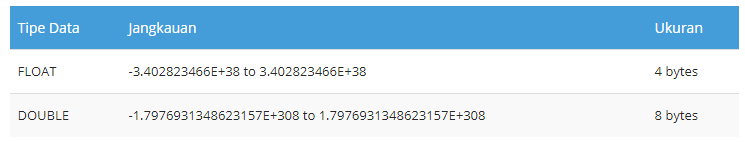 Tipe Data Jangkauan Ukuran
FLOAT -3.402823466E+38 to 3.402823466E+38 4 bytes
DOUBLE -1.7976931348623157E+308 to 1.7976931348623157E+308 8 bytes